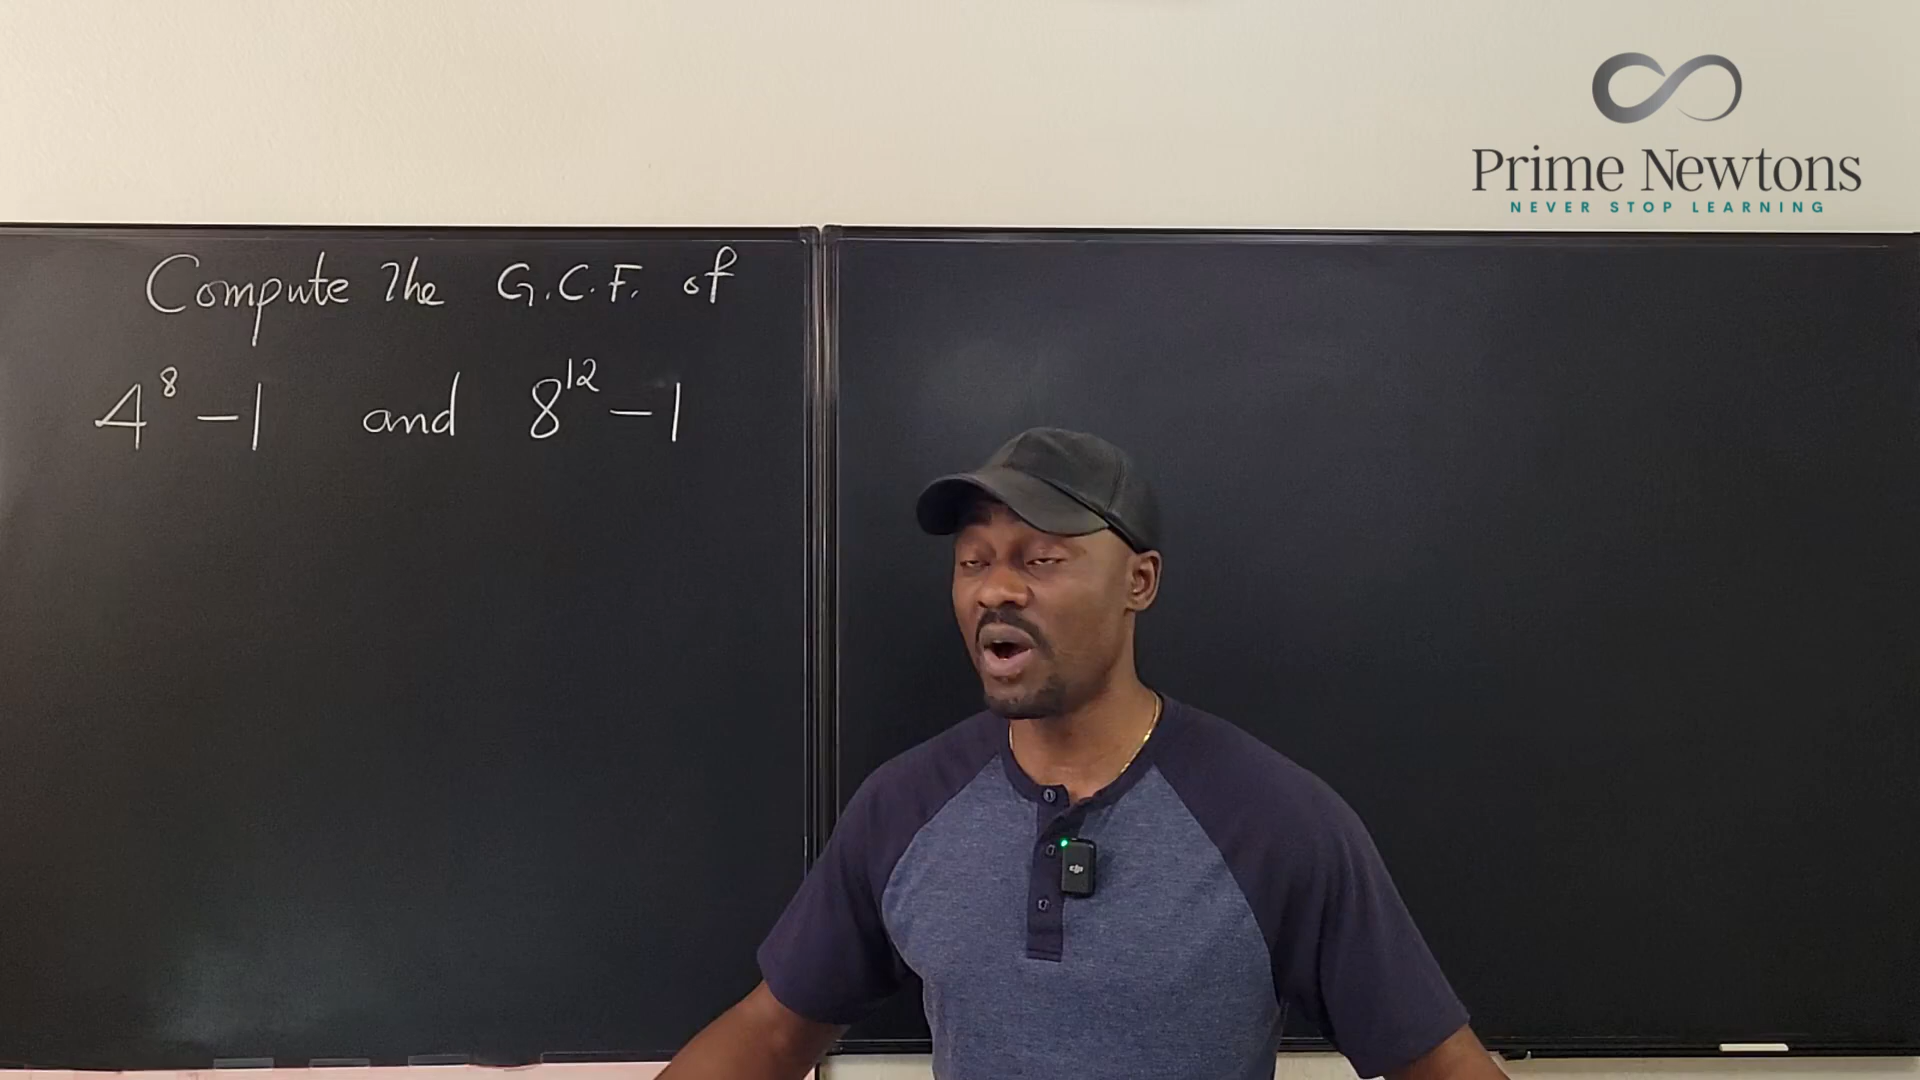 Prime Newtons
NEVER STOP LEARNING
Compute the G.C.F. of
4⁸ – 1 and 8¹² – 1